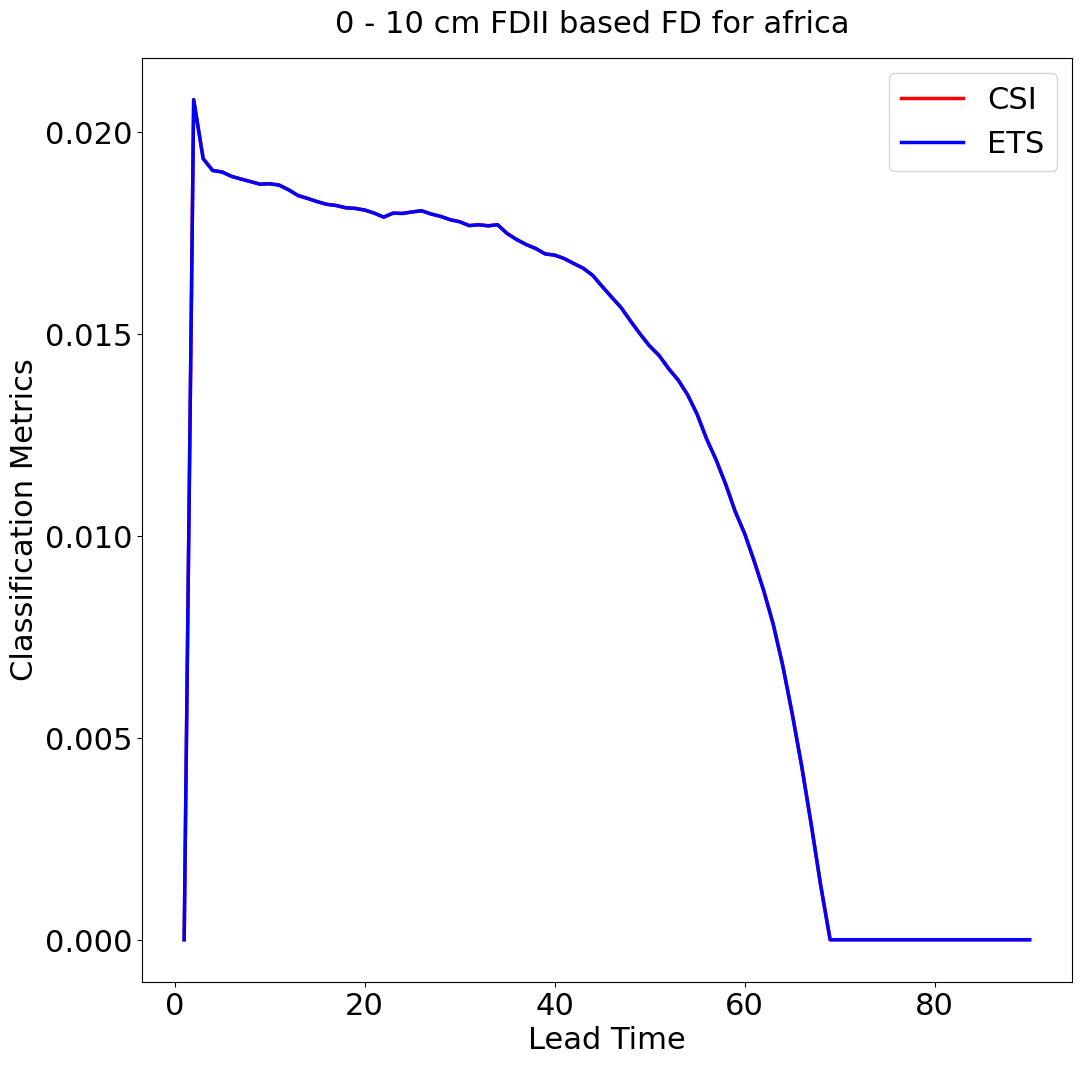 0 - 10 cm FDII based FD for africa
CSI
ETS
Classification Metrics
0.020
0.015
0.010
0.005
0.000
0 20 40 60 80
Lead Time